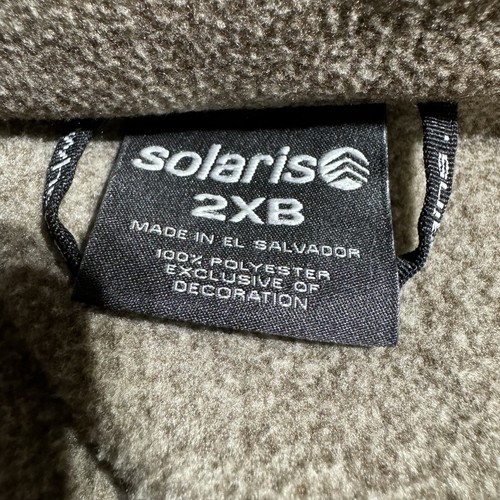 solaris
2XB
MADE IN EL SALVADOR
100% POLYESTER
EXCLUSIVE OF
DECORATION